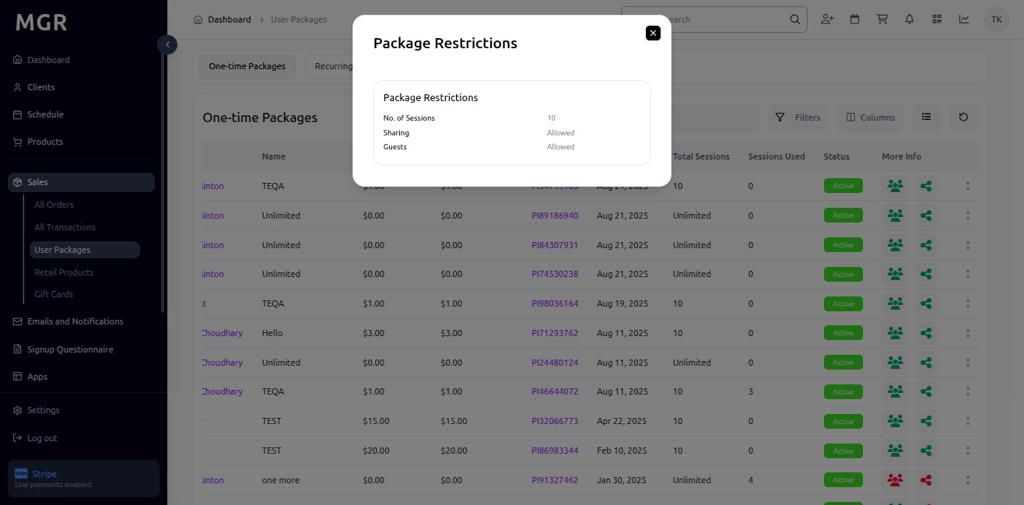 MGR
Dashboard
Clients
Schedule
Products
Sales
All Orders
All Transactions
User Packages
Retail Products
Gift Cards
Emails and Notifications
Signup Questionnaire
Apps
Settings
Log out
Stripe
Live payments enabled
Dashboard > User Packages
earch
TK
One-time Packages Recurring
One-time Packages
Filters Columns
Package Restrictions
Package Restrictions
No. of Sessions 10
Sharing Allowed
Guests Allowed
Name Total Sessions Sessions Used Status More Info
linton TEQA 10 0 Active
linton Unlimited $0.00 $0.00 PI89186940 Aug 21, 2025 Unlimited 0 Active
linton Unlimited $0.00 $0.00 PI84307931 Aug 21, 2025 Unlimited 0 Active
linton Unlimited $0.00 $0.00 PI74530238 Aug 21, 2025 Unlimited 0 Active
t TEQA $1.00 $1.00 PI98036164 Aug 19, 2025 10 0 Active
Choudhary Hello $3.00 $3.00 PI71293762 Aug 11, 2025 10 0 Active
Choudhary Unlimited $0.00 $0.00 PI24480124 Aug 11, 2025 Unlimited 0 Active
Choudhary TEQA $1.00 $1.00 PI46644072 Aug 11, 2025 10 3 Active
TEST $15.00 $15.00 PI32066773 Apr 22, 2025 10 0 Active
TEST $20.00 $20.00 PI86983344 Feb 10, 2025 10 0 Active
linton one more $0.00 $0.00 PI91327462 Jan 30, 2025 Unlimited 4 Active